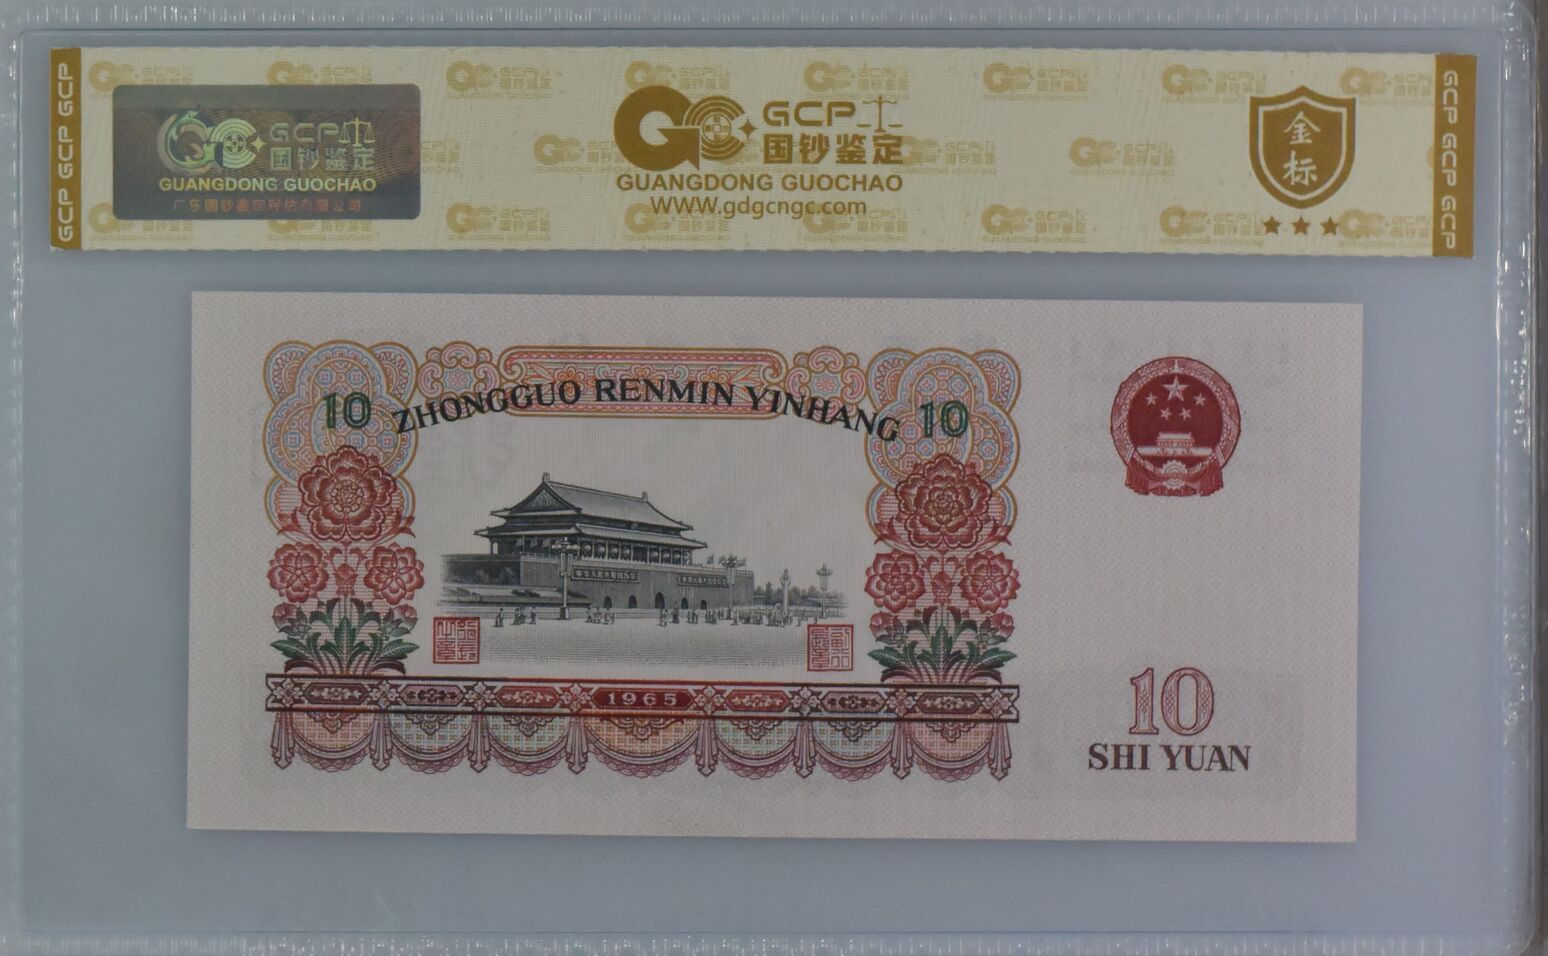 GCP GCP GCP
GCP
国钞鉴定
GUANGDONG GUOCHAO
广东国钞鉴定评估有限公司
GCP
国钞鉴定
GUANGDONG GUOCHAO
WWW.gdgcngc.com
金标
GCP GCP GCP
10 ZHONGGUO RENMIN YINHANG 10
1965
10
SHI YUAN